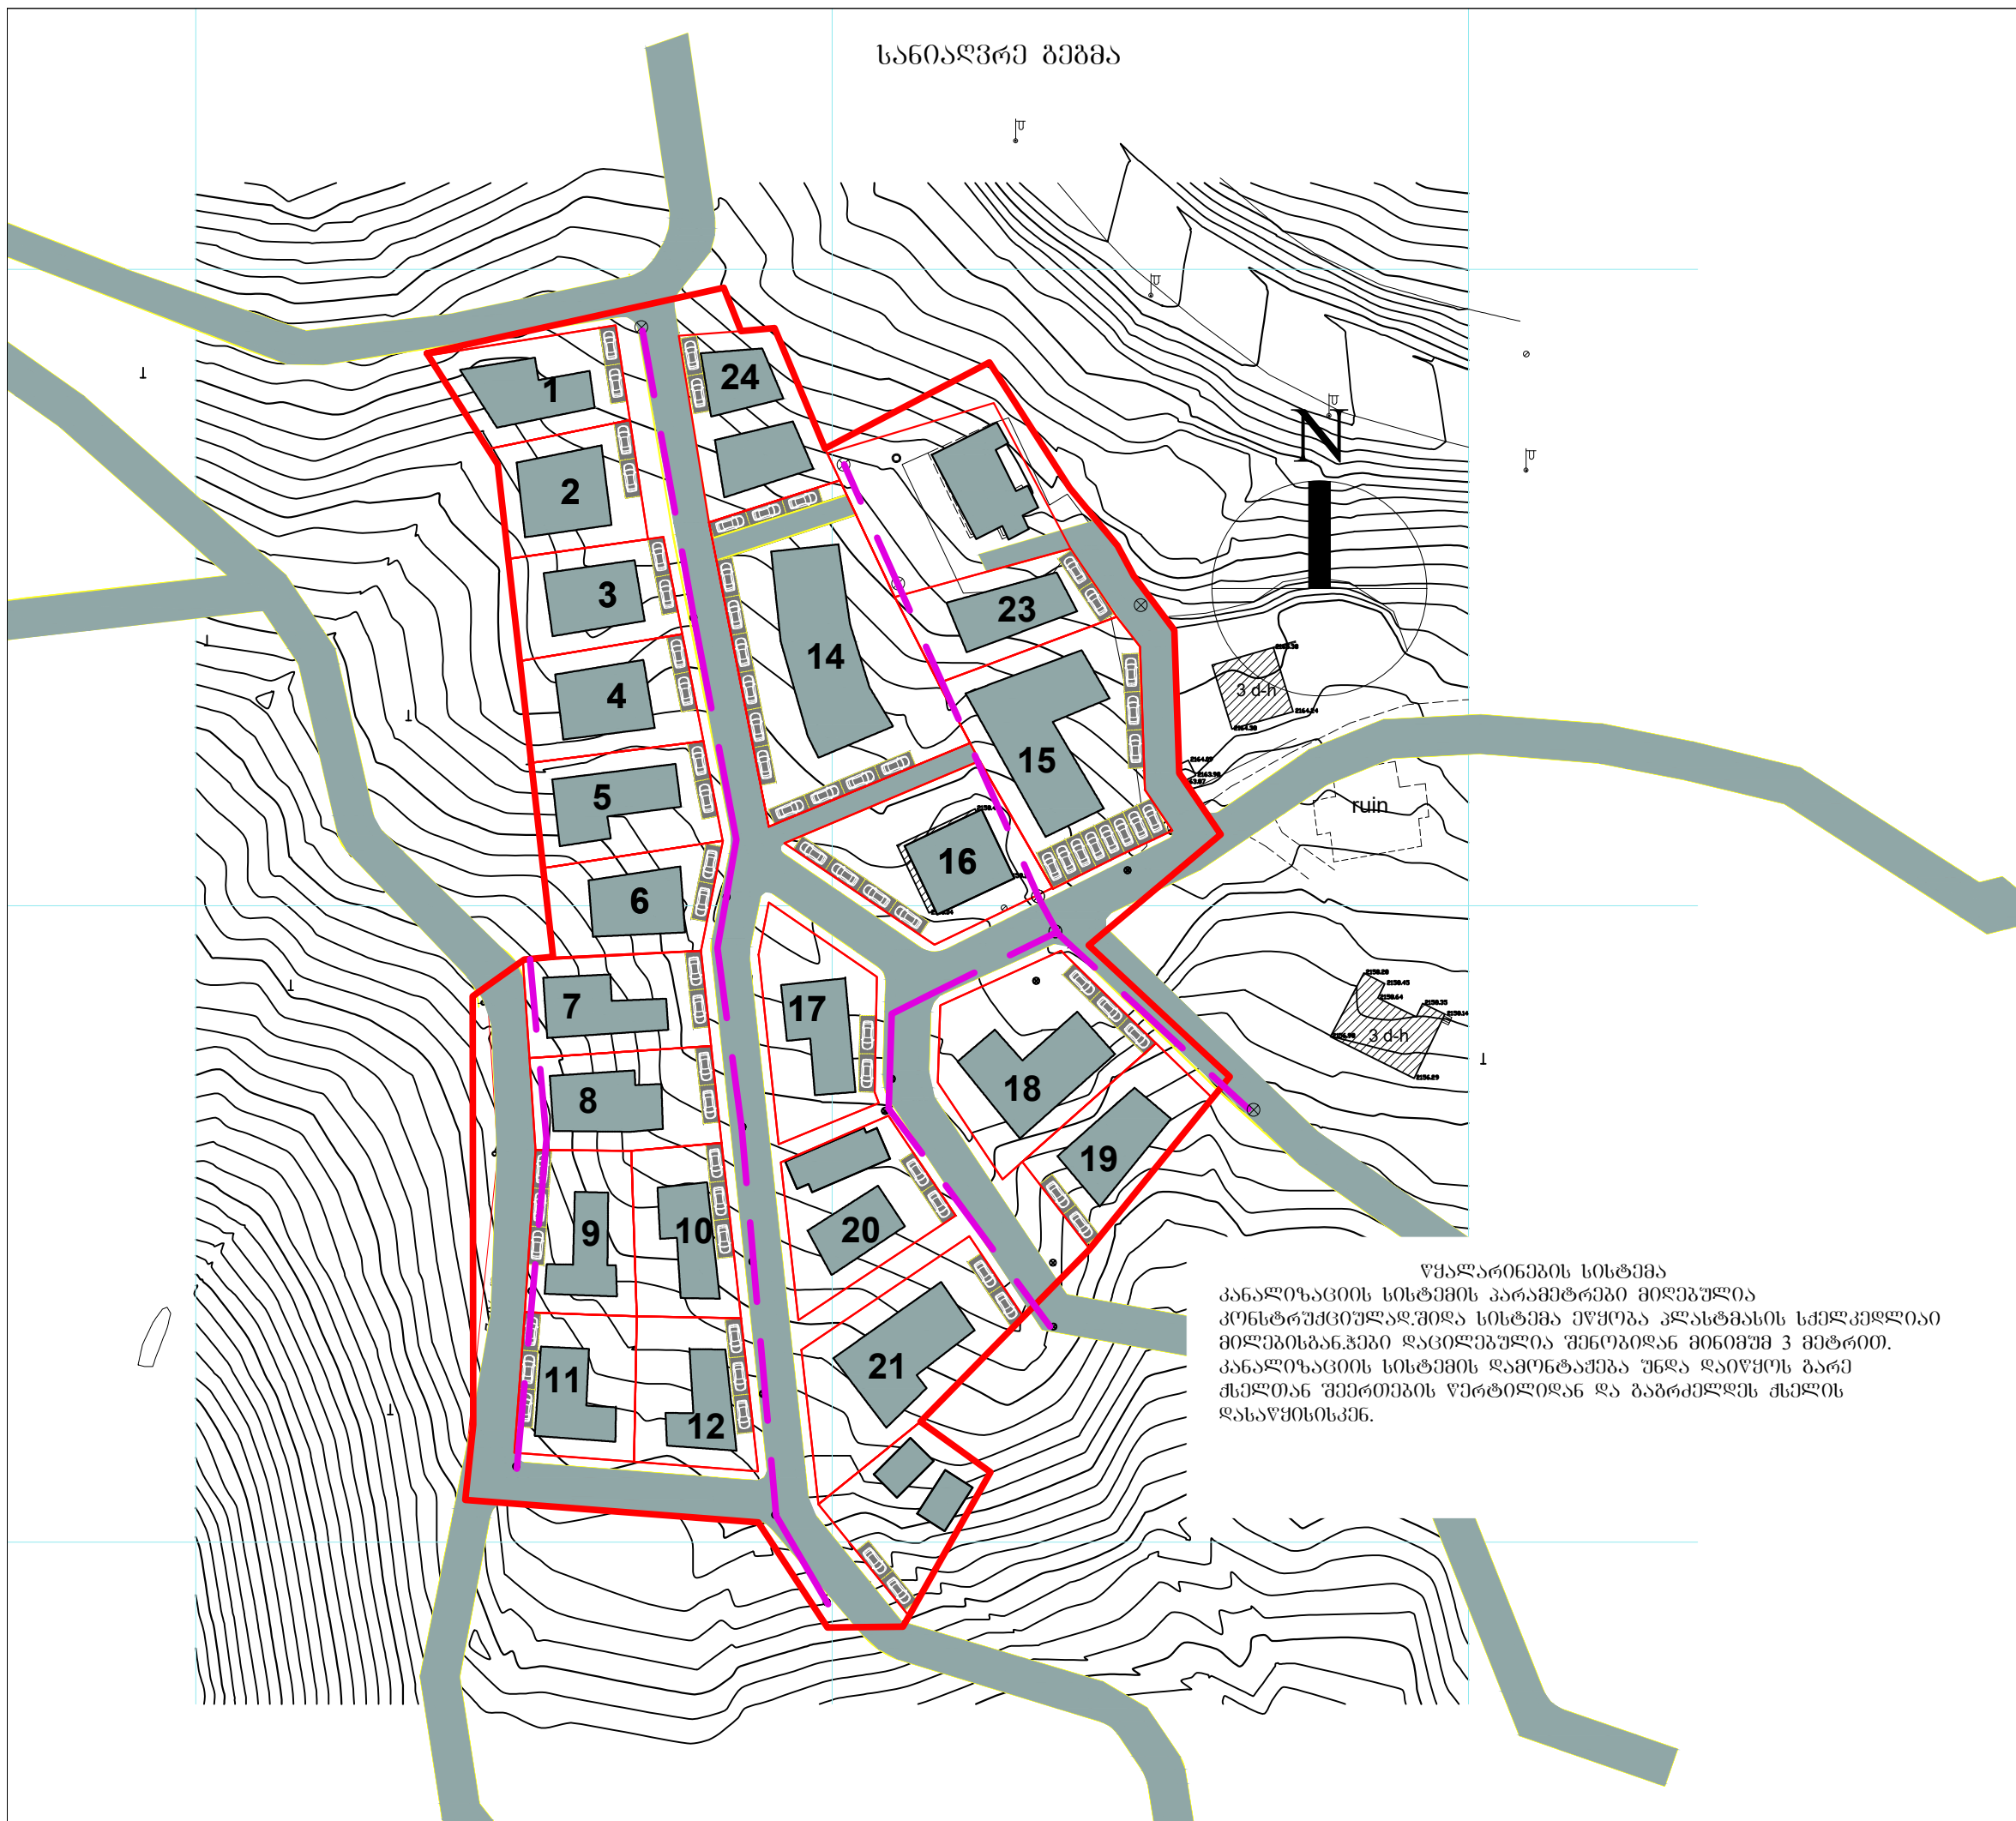 სანიაღვრე გეგმა
N
1
24
2
3
23
4
14
3 d-h
5
15
ruin
16
6
7
17
3 d-h
8
18
19
9
10
20
21
11
12
წყალარინების სისტემა
კანალიზაციის სისტემის პარამეტრები მიღებულია
კონსტრუქციულად.შიდა სისტემა ეწყობა პლასტმასის სქელკედლიაი
მილებისგან.ჭები დაცილებულია შენობიდან მინიმუმ 3 მეტრით.
კანალიზაციის სისტემის დამონტაჟება უნდა დაიწყოს გარე
ქსელთან შეერთების წერტილიდან და გაგრძელდეს ქსელის
დასაწყისისკენ.